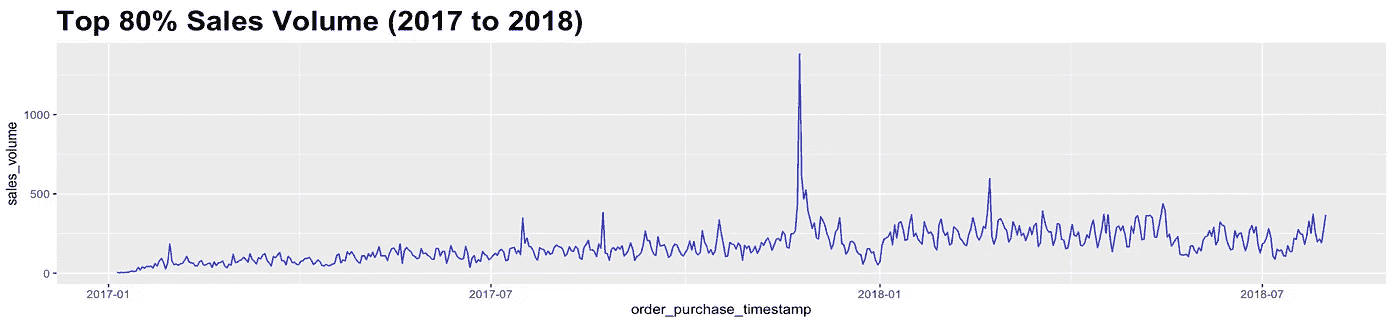 Top 80% Sales Volume (2017 to 2018)
sales_volume
1000
500
0
2017-01
2017-07
2018-01
2018-07
order_purchase_timestamp